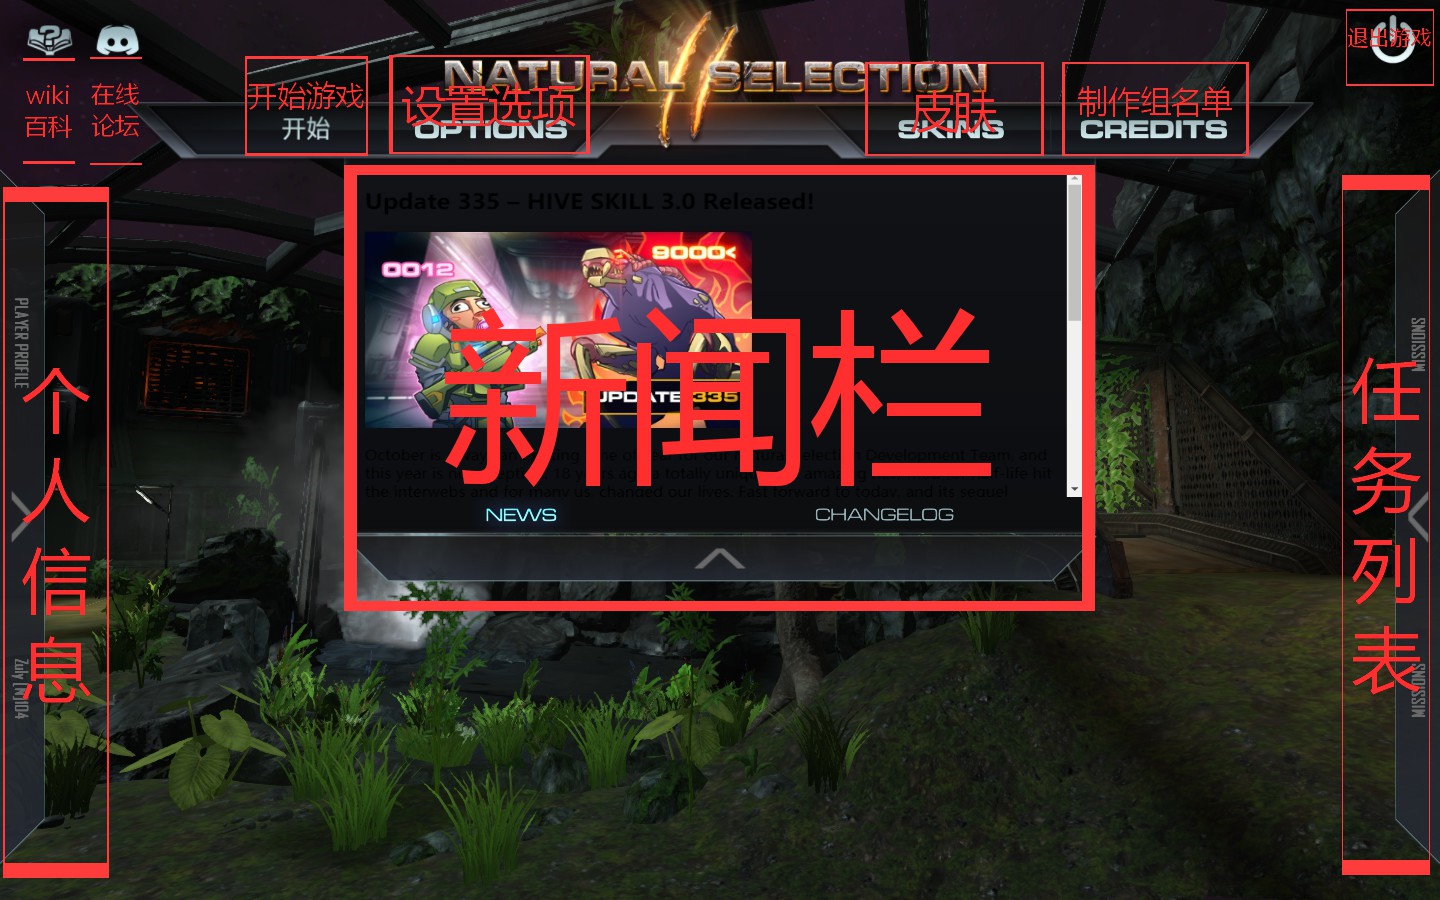 NATURAL SELECTION
退出游戏
wiki
百科
在线
论坛
开始游戏
开始
设置选项
OPTIONS
皮肤
SKINS
制作组名单
CREDITS
Update 335 – HIVE SKILL 3.0 Released!
0012
9000<
UPDATE 335
新闻栏
NEWS
CHANGELOG
PLAYER PROFILE
个人信息
MISSIONS
任务列表
MISSIONS